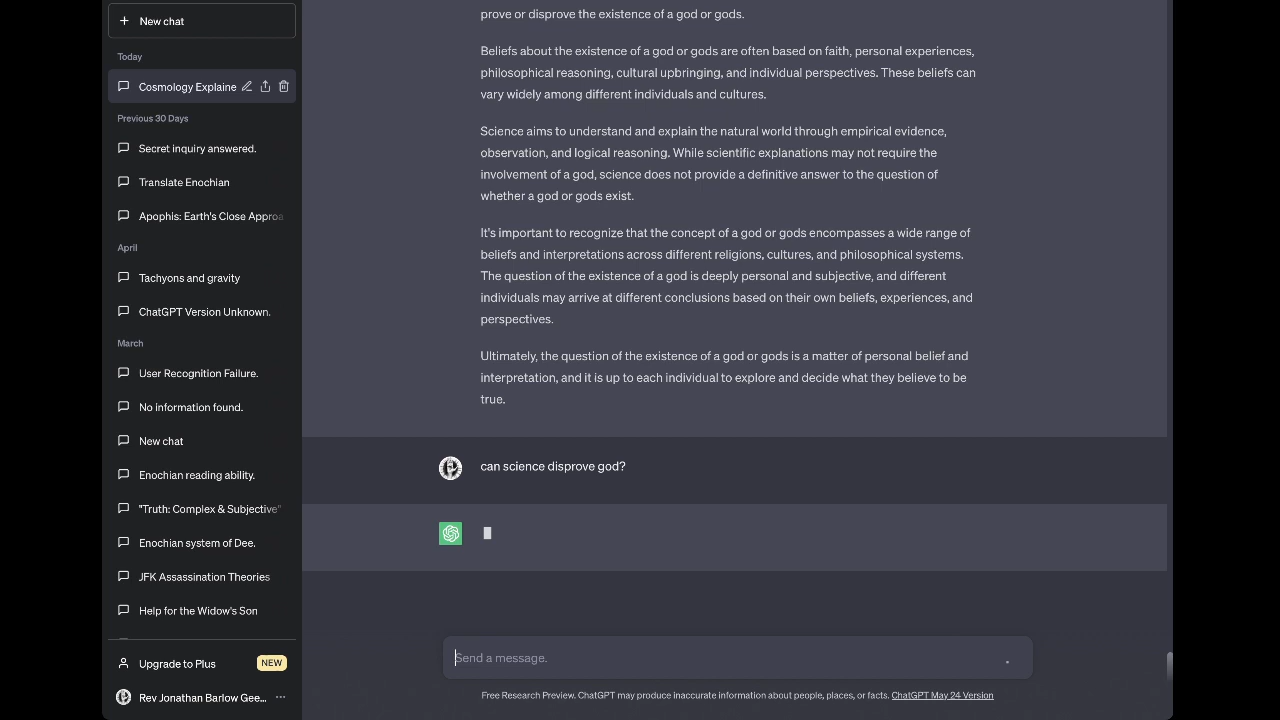 New chat
Today
Cosmology Explaine
Previous 30 Days
Secret inquiry answered.
Translate Enochian
Apophis: Earth's Close Approa
April
Tachyons and gravity
ChatGPT Version Unknown.
March
User Recognition Failure.
No information found.
New chat
Enochian reading ability.
"Truth: Complex & Subjective"
Enochian system of Dee.
JFK Assassination Theories
Help for the Widow's Son
Upgrade to Plus NEW
Rev Jonathan Barlow Gee...
prove or disprove the existence of a god or gods.
Beliefs about the existence of a god or gods are often based on faith, personal experiences,
philosophical reasoning, cultural upbringing, and individual perspectives. These beliefs can
vary widely among different individuals and cultures.
Science aims to understand and explain the natural world through empirical evidence,
observation, and logical reasoning. While scientific explanations may not require the
involvement of a god, science does not provide a definitive answer to the question of
whether a god or gods exist.
It's important to recognize that the concept of a god or gods encompasses a wide range of
beliefs and interpretations across different religions, cultures, and philosophical systems.
The question of the existence of a god is deeply personal and subjective, and different
individuals may arrive at different conclusions based on their own beliefs, experiences, and
perspectives.
Ultimately, the question of the existence of a god or gods is a matter of personal belief and
interpretation, and it is up to each individual to explore and decide what they believe to be
true.
can science disprove god?
Send a message.
Free Research Preview. ChatGPT may produce inaccurate information about people, places, or facts. ChatGPT May 24 Version